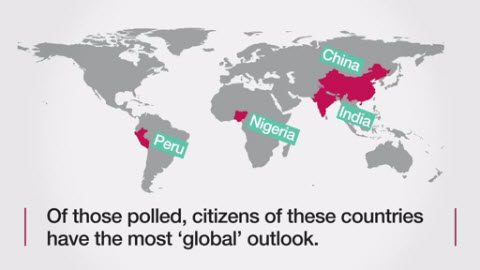 China
India
Nigeria
Peru
Of those polled, citizens of these countries
have the most ‘global’ outlook.